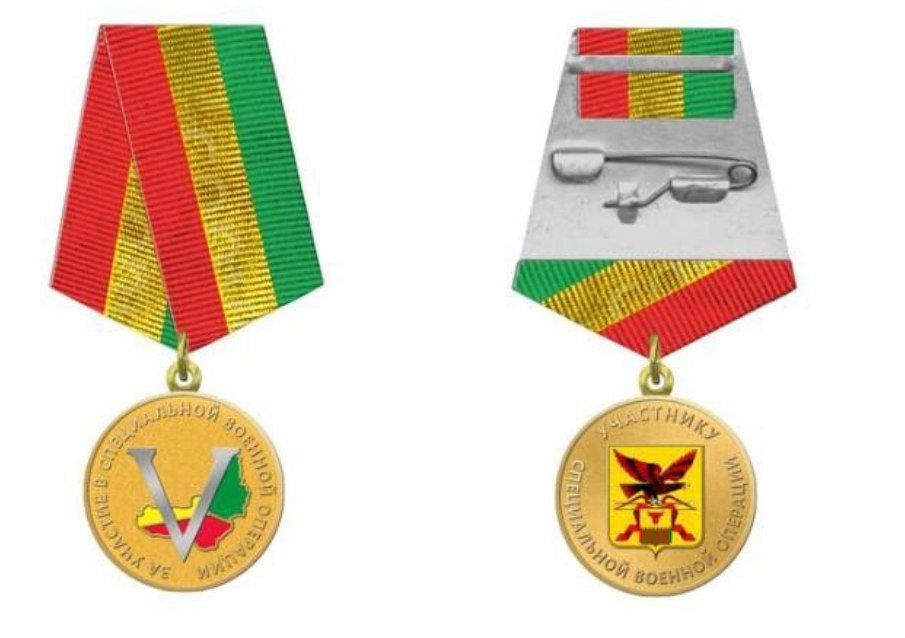 ЗА УЧАСТИЕ В СПЕЦИАЛЬНОЙ ВОЕННОЙ ОПЕРАЦИИ
V
УЧАСТНИКУ
СПЕЦИАЛЬНОЙ ВОЕННОЙ ОПЕРАЦИИ